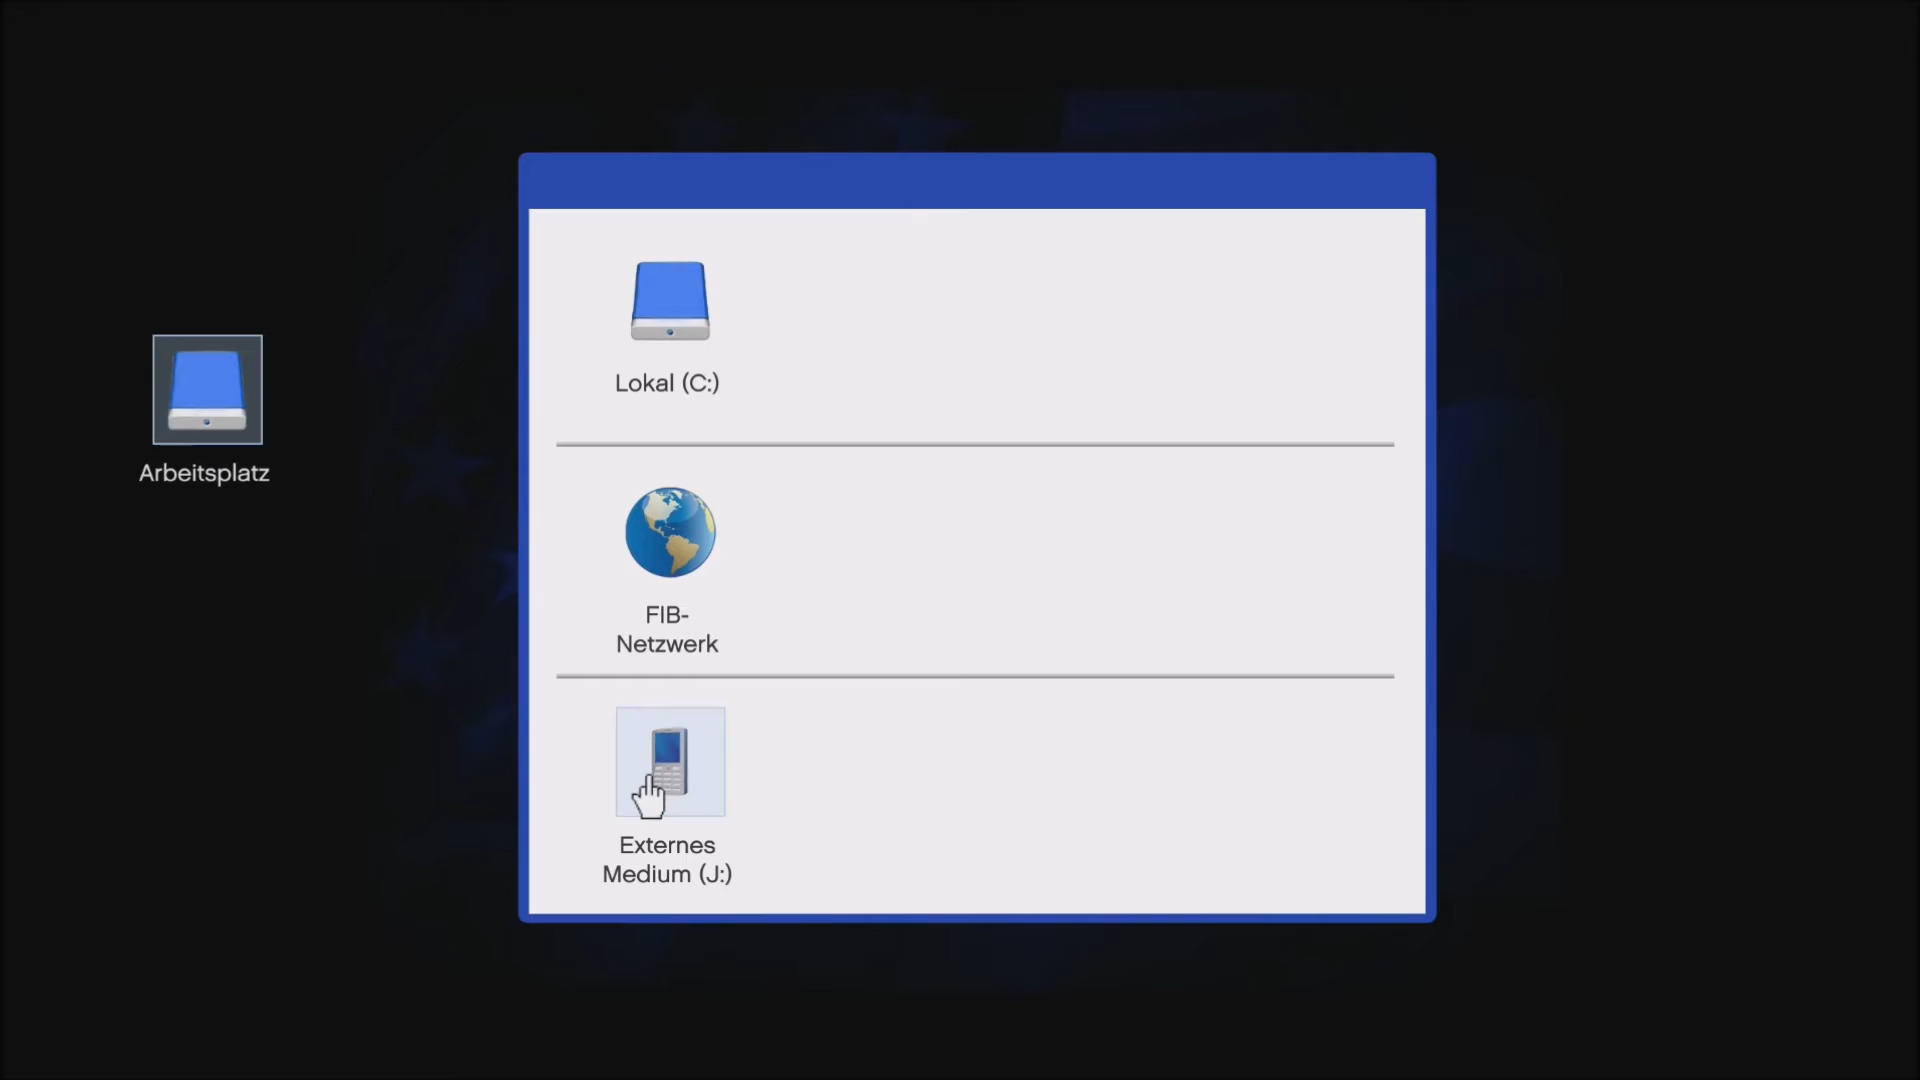 Arbeitsplatz
Lokal (C:)
FIB-
Netzwerk
Externes
Medium (J:)